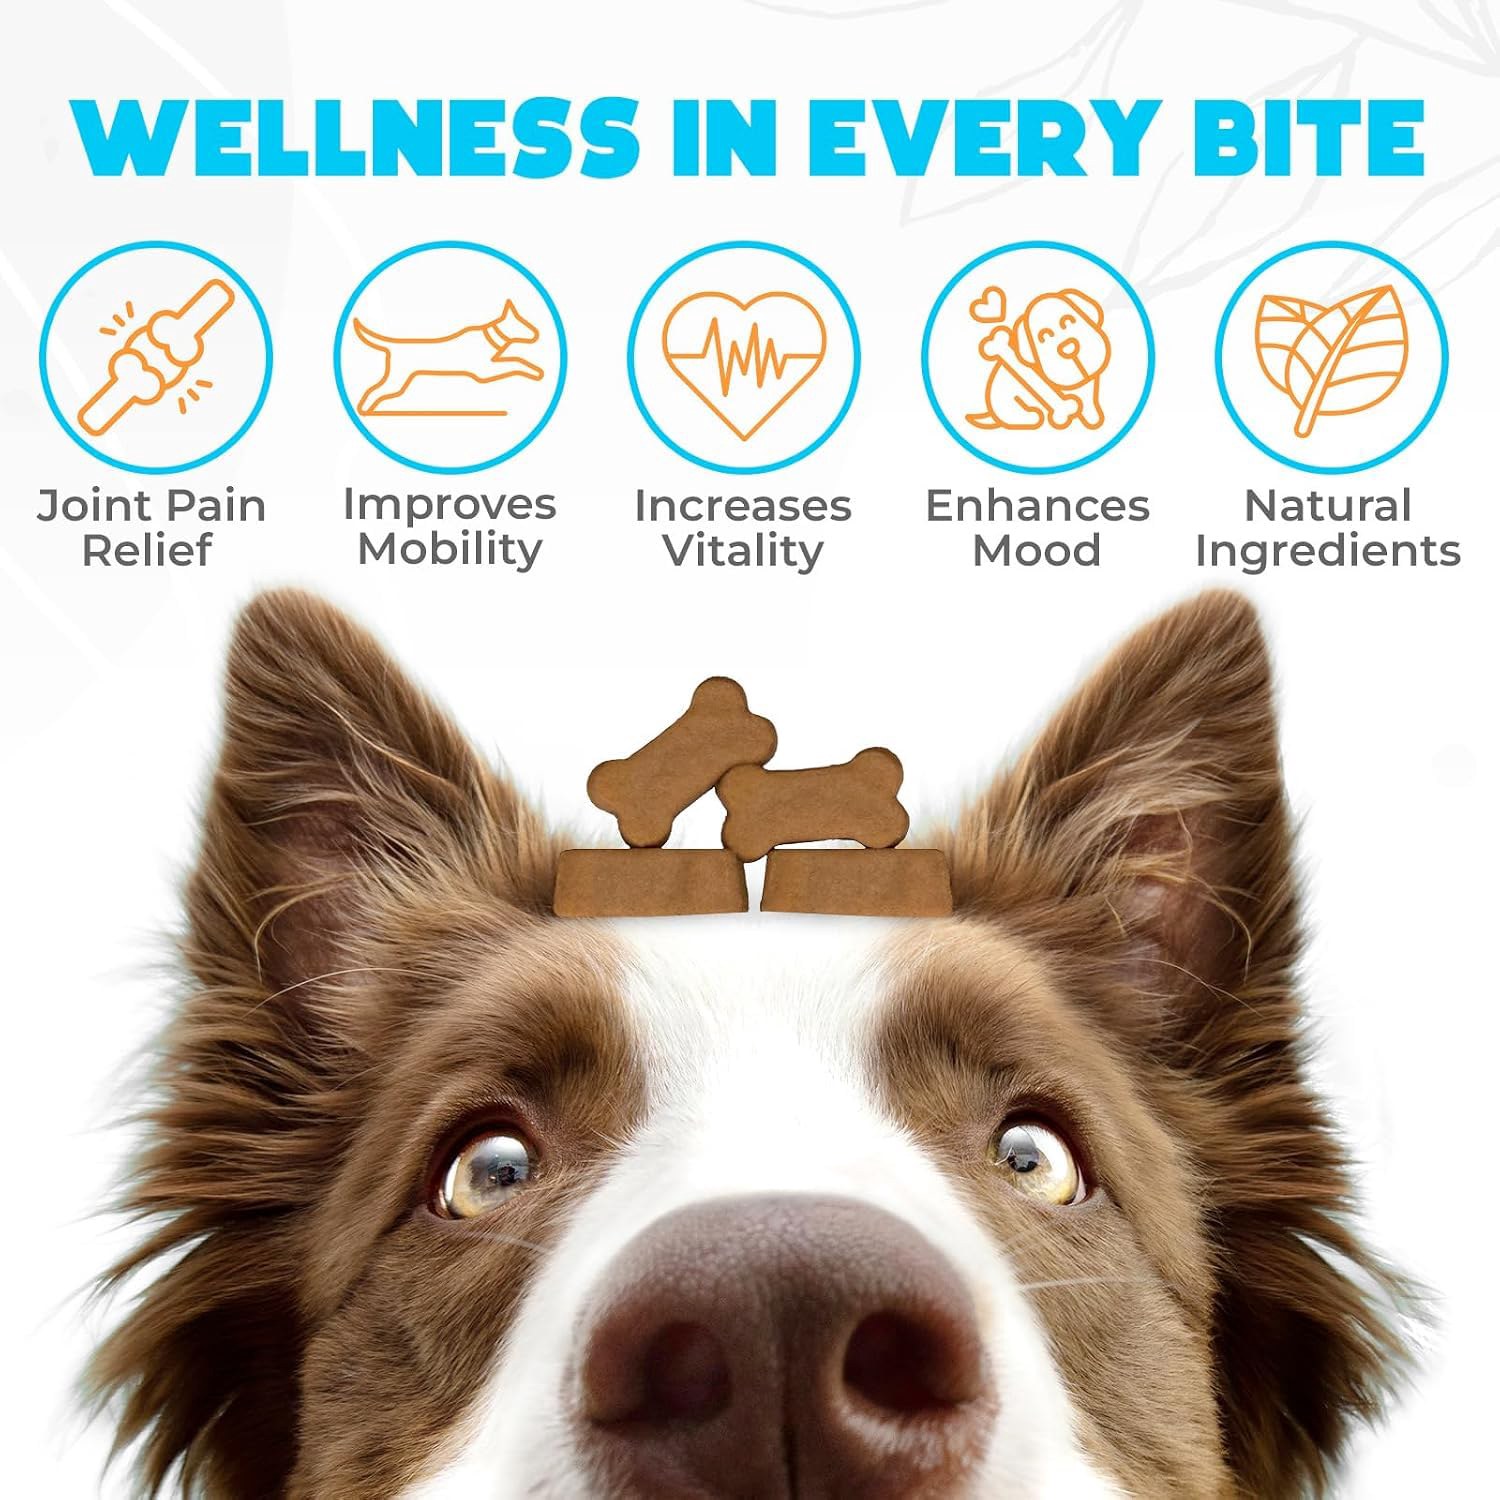 WELLNESS IN EVERY BITE
Joint Pain
Relief
Improves
Mobility
Increases
Vitality
Enhances
Mood
Natural
Ingredients